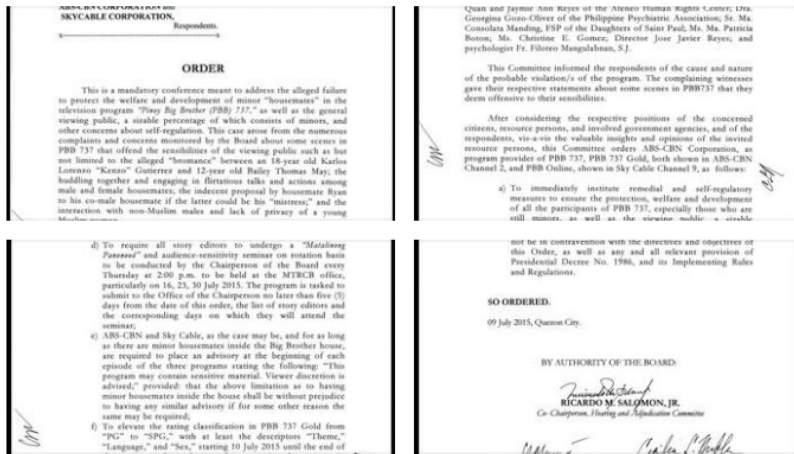 ABS-CBN CORPORATION and
SKYCABLE CORPORATION,
Respondents.
x-------------------------------------------x
ORDER
This is a mandatory conference meant to address the alleged failure
to protect the welfare and development of minor "housemates" in the
television program "Pinoy Big Brother (PBB) 737," as well as the general
viewing public, a sizable percentage of which consists of minors, and
other concerns about self-regulation. This case arose from the numerous
complaints and concerns monitored by the Board about some scenes in
PBB 737 that offend the sensibilities of the viewing public such as but
not limited to the alleged "bromance" between an 18-year old Karlos
Lorenzo "Kenzo" Gutierrez and 12-year old Bailey Thomas May; the
huddling together and engaging in flirtatious talks and actions among
male and female housemates; the indecent proposal by housemate Ryan
to his co-male housemate if the latter could be his "mistress;" and the
interaction with non-Muslim males and lack of privacy of a young
Muslim woman.
Quan and Jaymie Ann Reyes of the Ateneo Human Rights Center; Dra.
Georgina Gozo-Oliver of the Philippine Psychiatric Association; Sr. Ma.
Consolata Manding, FSP of the Daughters of Saint Paul; Ms. Ma. Patricia
Boton; Ms. Christine E. Gomez; Director Jose Javier Reyes; and
psychologist Fr. Filoteo Mangulabnan, S.J.
This Committee informed the respondents of the cause and nature
of the probable violation/s of the program. The complaining witnesses
gave their respective statements about some scenes in PBB737 that they
deem offensive to their sensibilities.
After considering the respective positions of the concerned
citizens, resource persons, and involved government agencies, and of the
respondents, vis-a-vis the valuable insights and opinions of the invited
resource persons, this Committee orders ABS-CBN Corporation, as
program provider of PBB 737, PBB 737 Gold, both shown in ABS-CBN
Channel 2, and PBB Online, shown in Sky Cable Channel 9, as follows:
a) To immediately institute remedial and self-regulatory
measures to ensure the protection, welfare and development
of all the participants of PBB 737, especially those who are
still minors, as well as the viewing public, a sizable
d) To require all story editors to undergo a "Matalinong
Panonood" and audience-sensitivity seminar on rotation basis
to be conducted by the Chairperson of the Board every
Thursday at 2:00 p.m. to be held at the MTRCB office,
particularly on 16, 23, 30 July 2015. The program is tasked to
submit to the Office of the Chairperson no later than five (5)
days from the date of this order, the list of story editors and
the corresponding days on which they will attend the
seminar;
e) ABS-CBN and Sky Cable, as the case may be, and for as long
as there are minor housemates inside the Big Brother house,
are required to place an advisory at the beginning of each
episode of the three programs stating the following: "This
program may contain sensitive material. Viewer discretion is
advised;" provided: that the above limitation as to having
minor housemates inside the house shall be without prejudice
to having any similar advisory if for some other reason the
same may be required;
f) To elevate the rating classification in PBB 737 Gold from
"PG" to "SPG," with at least the descriptors "Theme,"
"Language," and "Sex," starting 10 July 2015 until the end of
not be in contravention with the directives and objectives of
this Order, as well as any and all relevant provision of
Presidential Decree No. 1986, and its Implementing Rules
and Regulations.
SO ORDERED.
09 July 2015, Quezon City.
BY AUTHORITY OF THE BOARD:
RICARDO M. SALOMON, JR.
Co-Chairperson, Hearing and Adjudication Committee